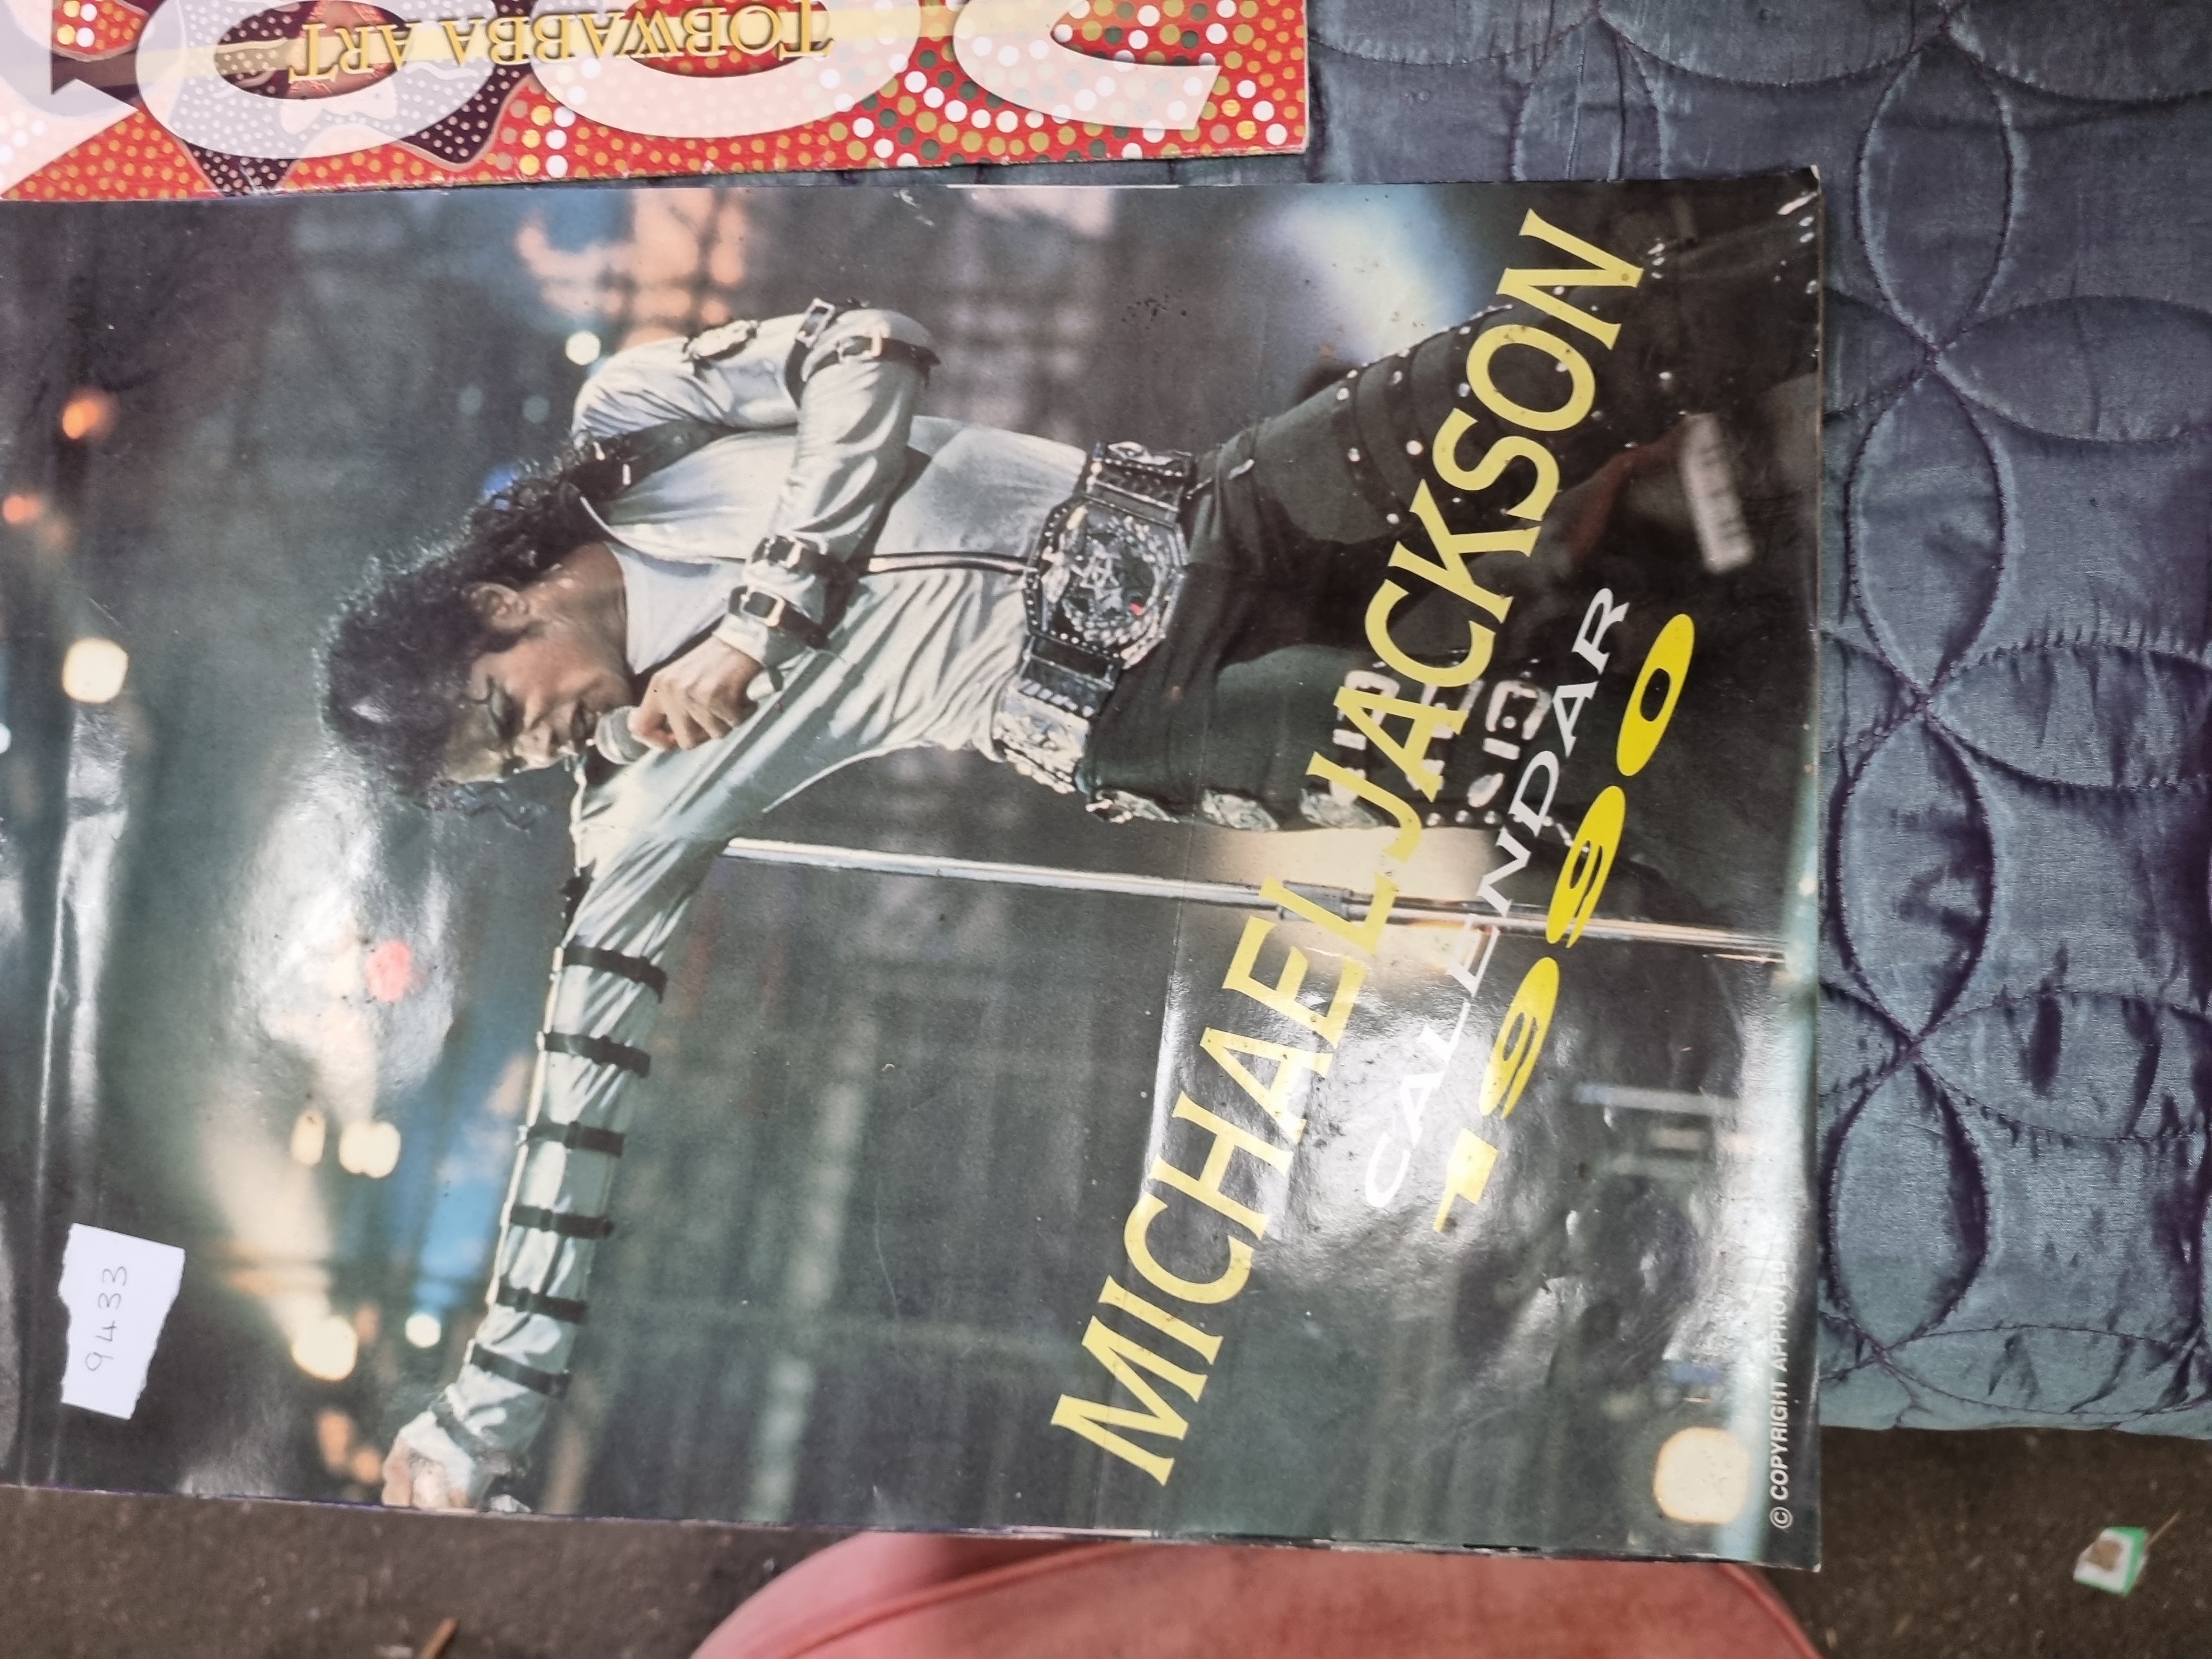 TOBWABBA ART
MICHAEL JACKSON
CALENDAR
1990
© COPYRIGHT APPROVED
9433